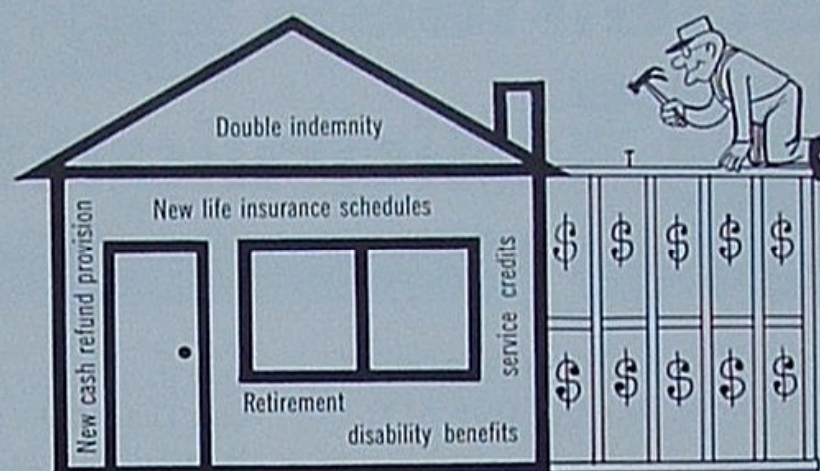 Double indemnity
New life insurance schedules
New cash refund provision
service credits
Retirement
disability benefits
$ $ $ $ $
$ $ $ $ $